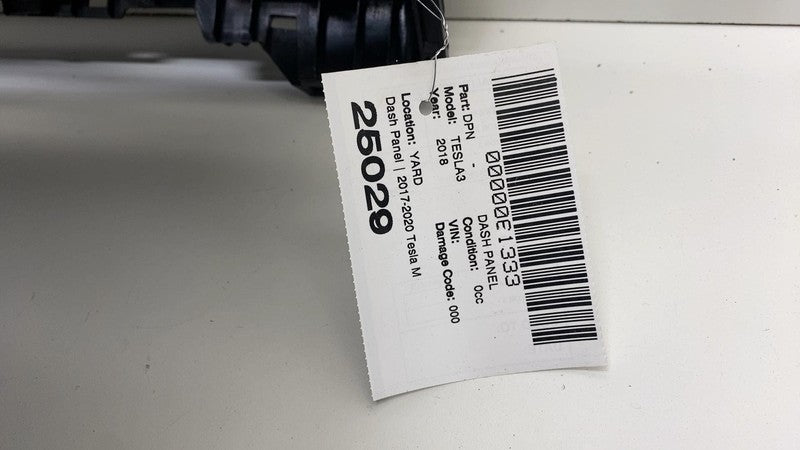 00000E1333
Part: DPN - DASH PANEL
Model: TESLA3 Condition: 0cc
Year: 2018 VIN:
Damage Code: 000
Location: YARD
Dash Panel | 2017-2020 Tesla M
25029